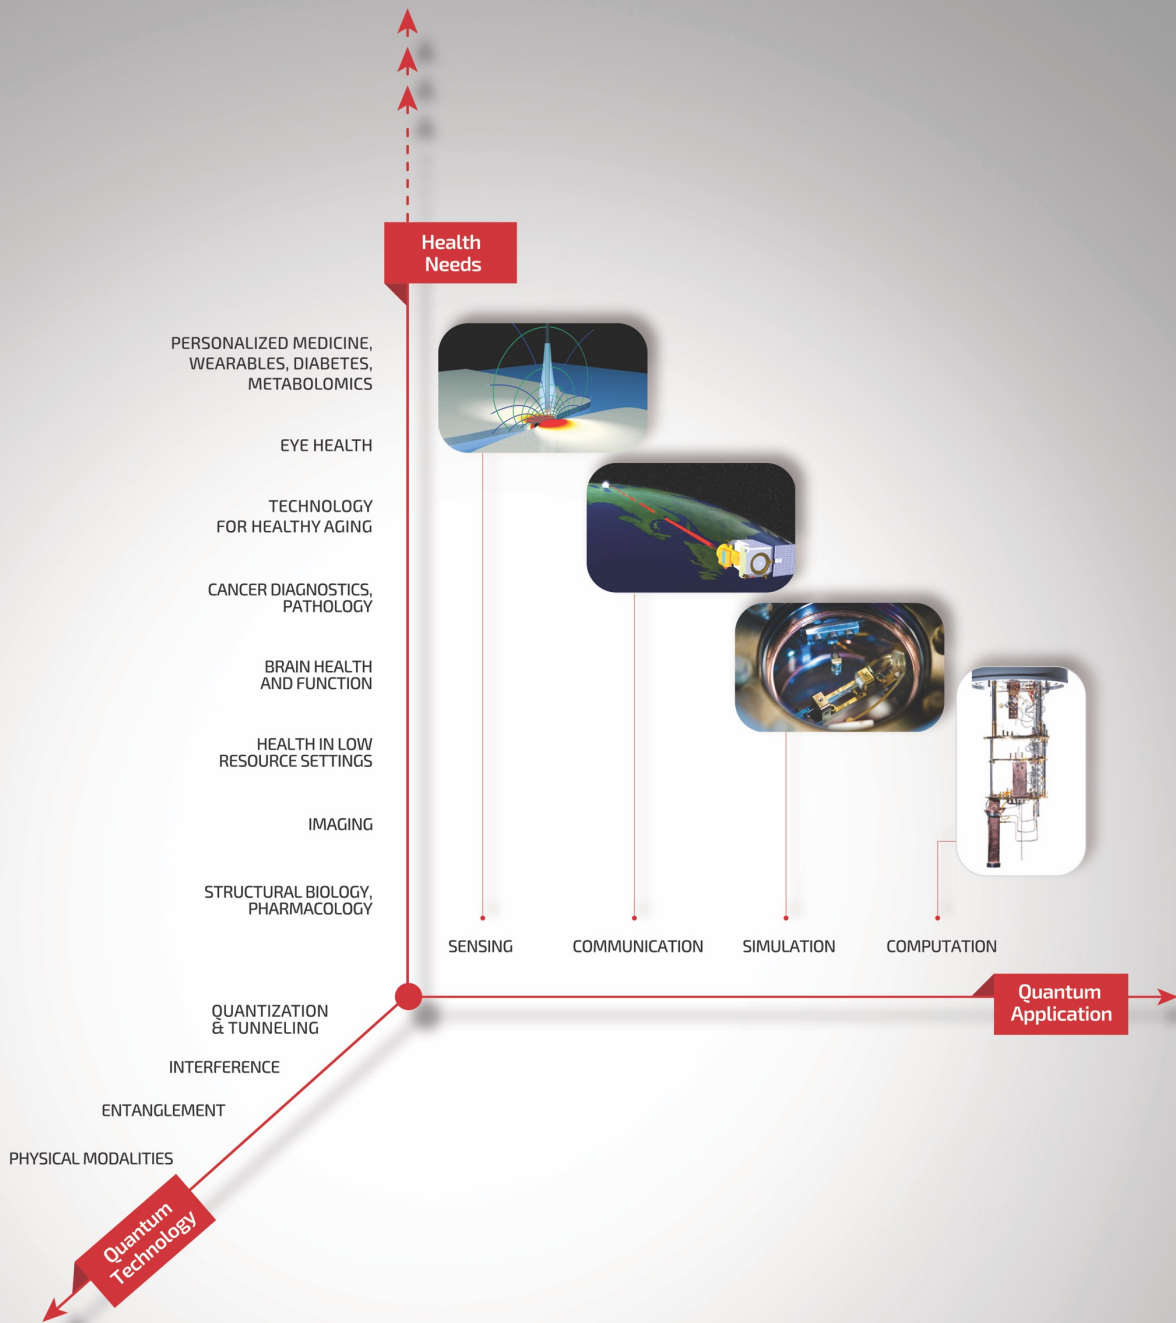 Health
Needs
PERSONALIZED MEDICINE,
WEARABLES, DIABETES,
METABOLOMICS
EYE HEALTH
TECHNOLOGY
FOR HEALTHY AGING
CANCER DIAGNOSTICS,
PATHOLOGY
BRAIN HEALTH
AND FUNCTION
HEALTH IN LOW
RESOURCE SETTINGS
IMAGING
STRUCTURAL BIOLOGY,
PHARMACOLOGY
SENSING
COMMUNICATION
SIMULATION
COMPUTATION
Quantum
Application
QUANTIZATION
& TUNNELING
INTERFERENCE
ENTANGLEMENT
PHYSICAL MODALITIES
Quantum
Technology